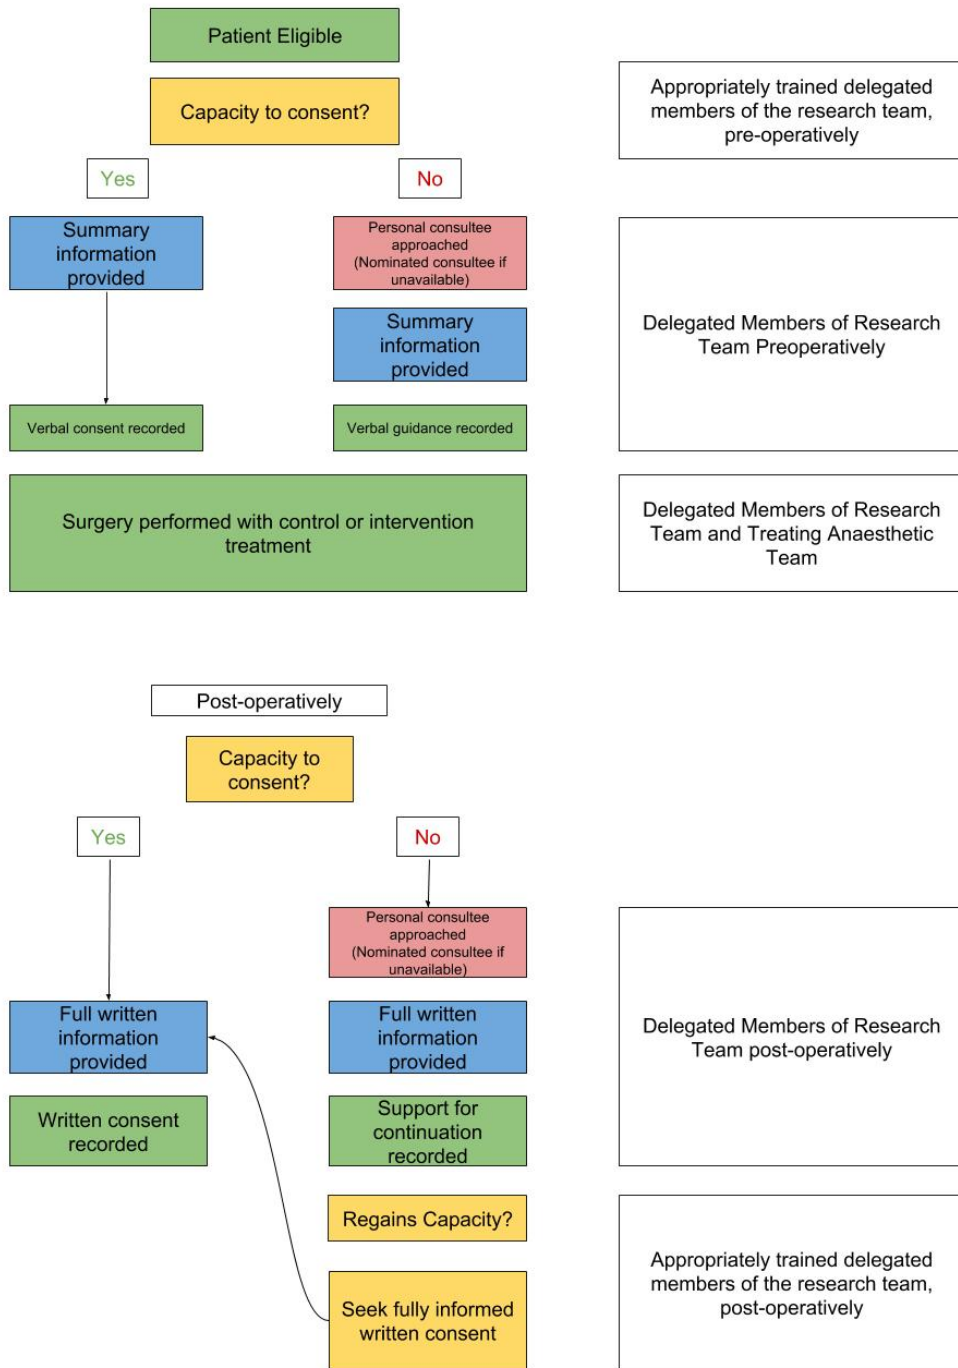 Patient Eligible
Capacity to consent?
Appropriately trained delegated
members of the research team,
pre-operatively
Yes
No
Summary
information
provided
Personal consultee
approached
(Nominated consultee if
unavailable)
Summary
information
provided
Delegated Members of Research
Team Preoperatively
Verbal consent recorded
Verbal guidance recorded
Surgery performed with control or intervention
treatment
Delegated Members of Research
Team and Treating Anaesthetic
Team
Post-operatively
Capacity to
consent?
Yes
No
Personal consultee
approached
(Nominated consultee if
unavailable)
Full written
information
provided
Full written
information
provided
Delegated Members of Research
Team post-operatively
Written consent
recorded
Support for
continuation
recorded
Regains Capacity?
Seek fully informed
written consent
Appropriately trained delegated
members of the research team,
post-operatively